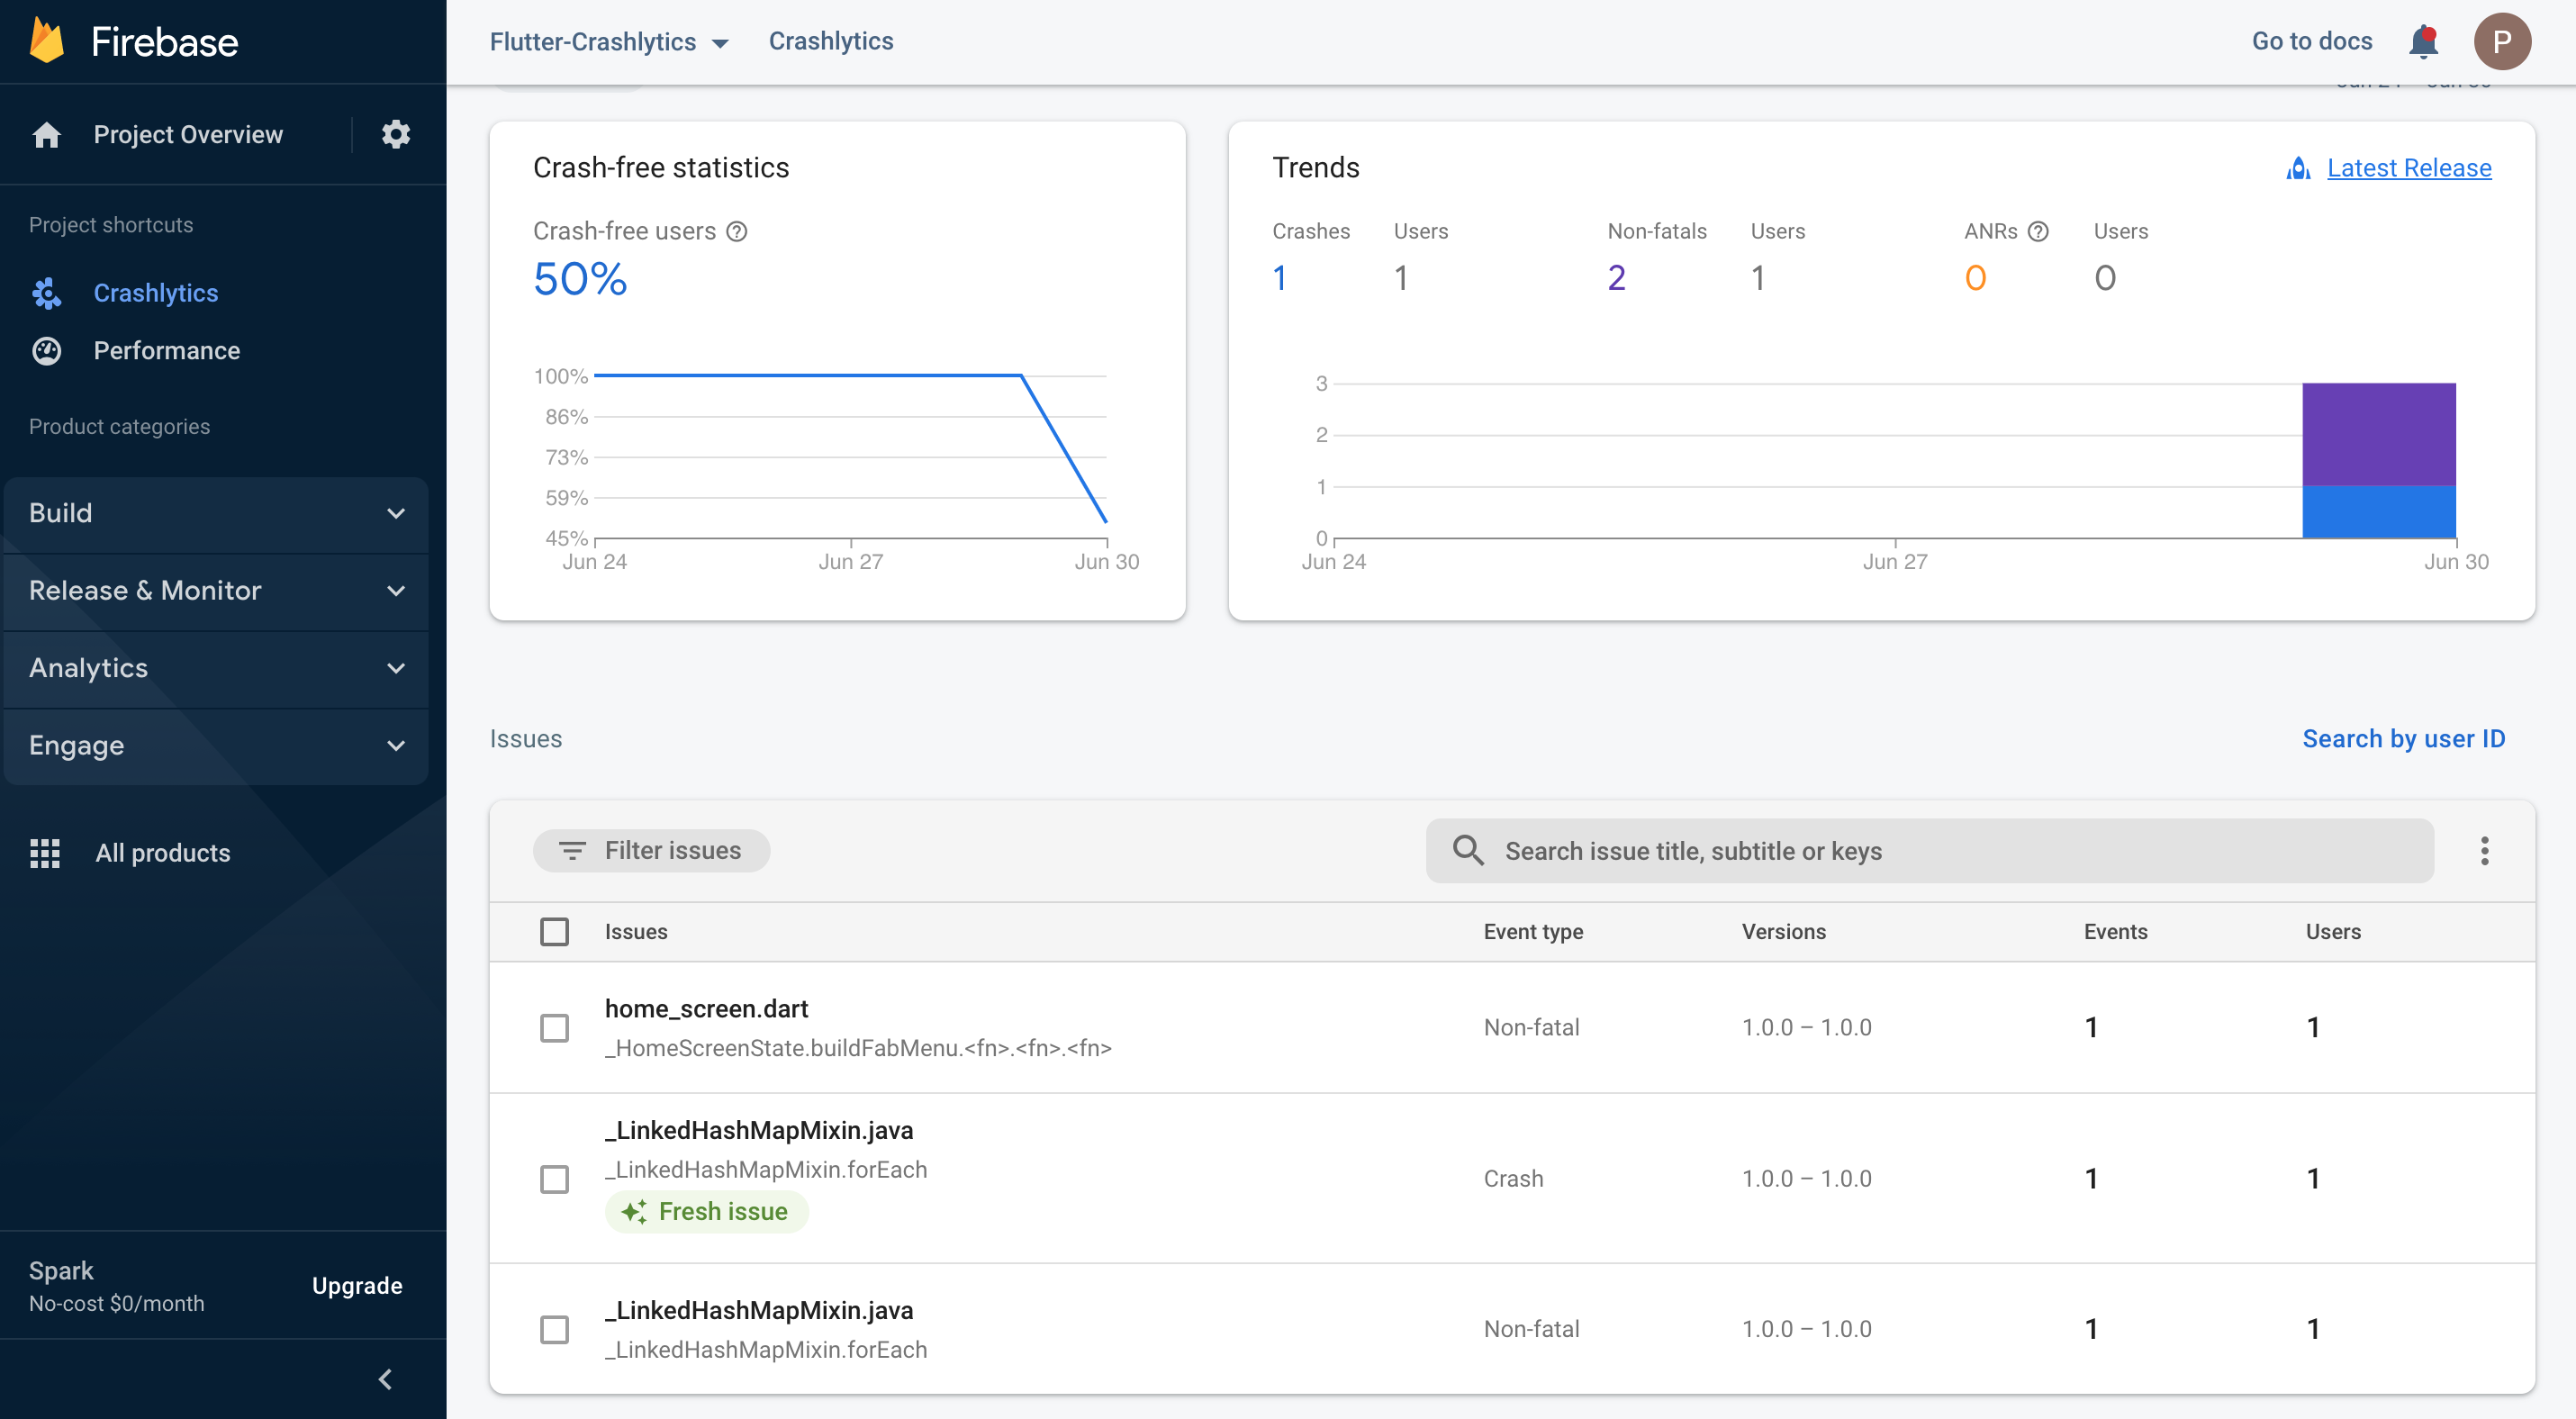 Firebase
Project Overview
Project shortcuts
Crashlytics
Performance
Product categories
Build
Release & Monitor
Analytics
Engage
All products
Spark
No-cost $0/month
Upgrade
Flutter-Crashlytics
Crashlytics
Go to docs
P
Crash-free statistics
Crash-free users
50%
100%
86%
73%
59%
45%
Jun 24 Jun 27 Jun 30
Trends
Latest Release
Crashes Users Non-fatals Users ANRs Users
1 1 2 1 0 0
3
2
1
0
Jun 24 Jun 27 Jun 30
Issues
Search by user ID
Filter issues
Search issue title, subtitle or keys
Issues Event type Versions Events Users
home_screen.dart
_HomeScreenState.buildFabMenu.<fn>.<fn>.<fn>
Non-fatal 1.0.0 – 1.0.0 1 1
_LinkedHashMapMixin.java
_LinkedHashMapMixin.forEach
Fresh issue
Crash 1.0.0 – 1.0.0 1 1
_LinkedHashMapMixin.java
_LinkedHashMapMixin.forEach
Non-fatal 1.0.0 – 1.0.0 1 1